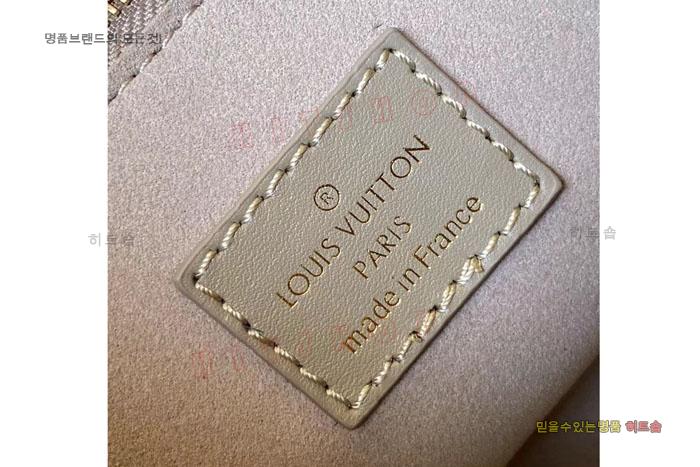 명품브랜드의 모든것!
®
LOUIS VUITTON
PARIS
made in France
히트숍
히트숍
믿을수있는명품 히트숍